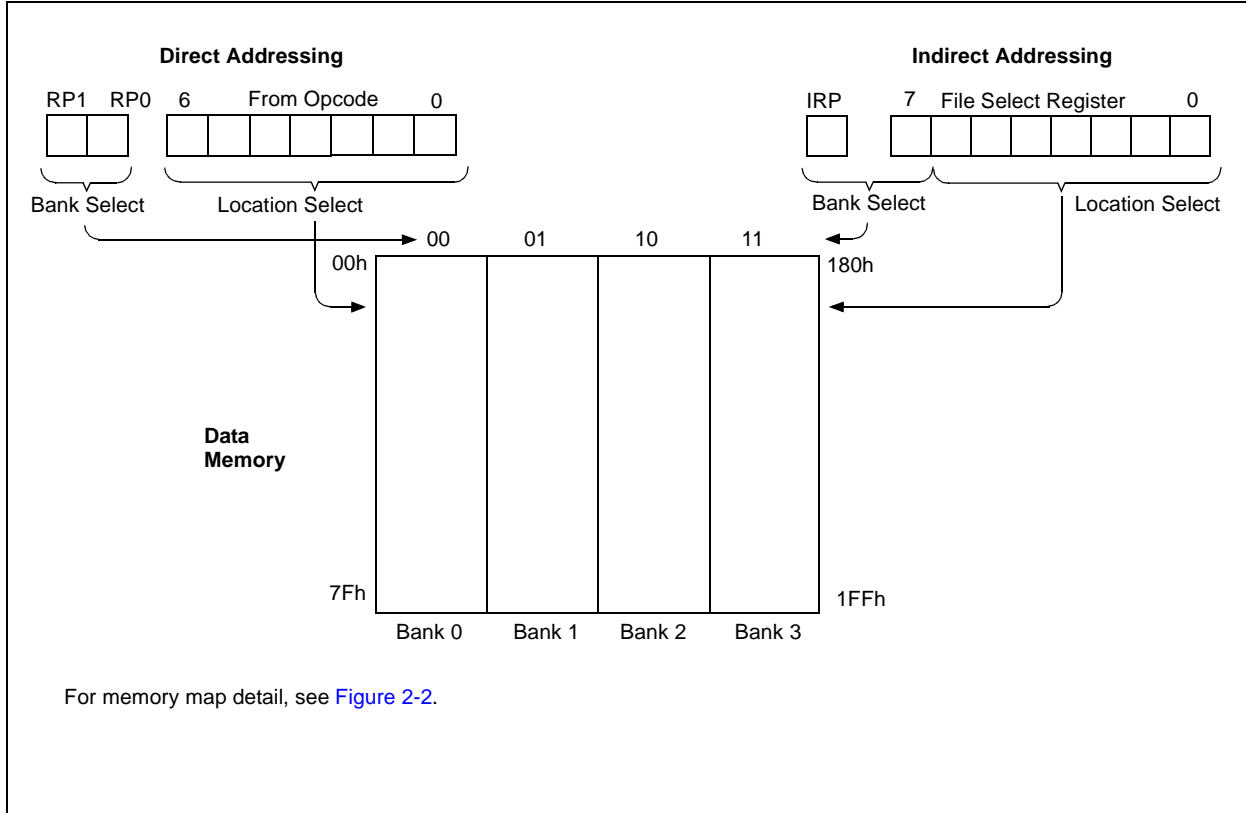 Direct Addressing
Indirect Addressing
RP1 RP0 6 From Opcode 0
IRP 7 File Select Register 0
Bank Select Location Select
Bank Select Location Select
00 01 10 11
00h 180h
Data
Memory
7Fh 1FFh
Bank 0 Bank 1 Bank 2 Bank 3
For memory map detail, see Figure 2-2.